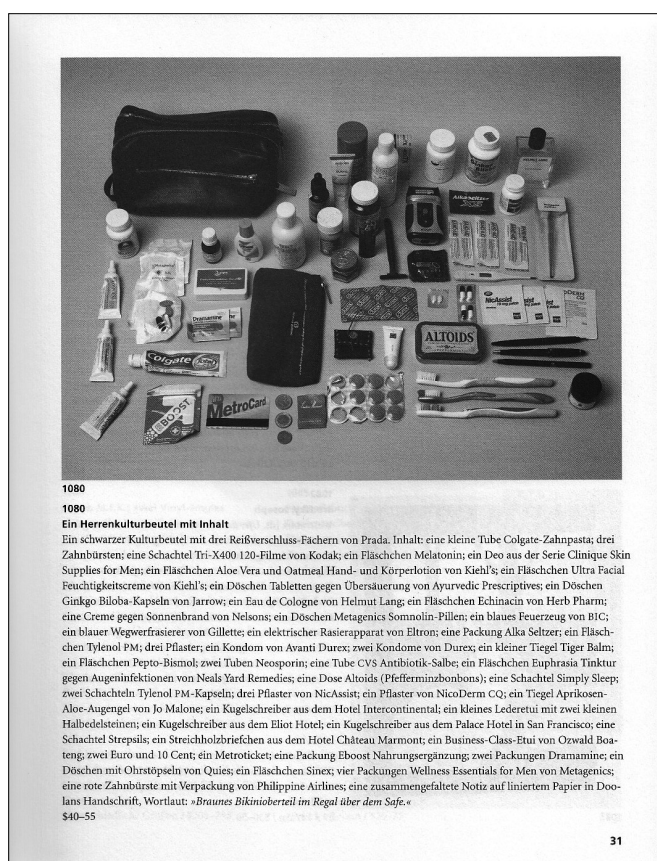 Alka-Seltzer
Dramamine
NicAssist
NicoDERM
CQ
ALTOIDS
Colgate
BOOST
MetroCard
1080
1080
Ein Herrenkulturbeutel mit Inhalt
Ein schwarzer Kulturbeutel mit drei Reißverschluss-Fächern von Prada. Inhalt: eine kleine Tube Colgate-Zahnpasta; drei
Zahnbürsten; eine Schachtel Tri-X400 120-Filme von Kodak; ein Fläschchen Melatonin; ein Deo aus der Serie Clinique Skin
Supplies for Men; ein Fläschchen Aloe Vera und Oatmeal Hand- und Körperlotion von Kiehl's; ein Fläschchen Ultra Facial
Feuchtigkeitscreme von Kiehl's; ein Döschen Tabletten gegen Übersäuerung von Ayurvedic Prescriptives; ein Döschen
Ginkgo Biloba-Kapseln von Jarrow; ein Eau de Cologne von Helmut Lang; ein Fläschchen Echinacin von Herb Pharm;
eine Creme gegen Sonnenbrand von Nelsons; ein Döschen Metagenics Somnolin-Pillen; ein blaues Feuerzeug von BIC;
ein blauer Wegwerfrasierer von Gillette; ein elektrischer Rasierapparat von Eltron; eine Packung Alka Seltzer; ein Fläsch-
chen Tylenol PM; drei Pflaster; ein Kondom von Avanti Durex; zwei Kondome von Durex; ein kleiner Tiegel Tiger Balm;
ein Fläschchen Pepto-Bismol; zwei Tuben Neosporin; eine Tube CVS Antibiotik-Salbe; ein Fläschchen Euphrasia Tinktur
gegen Augeninfektionen von Neals Yard Remedies; eine Dose Altoids (Pfefferminzbonbons); eine Schachtel Simply Sleep;
zwei Schachteln Tylenol PM-Kapseln; drei Pflaster von NicAssist; ein Pflaster von NicoDerm CQ; ein Tiegel Aprikosen-
Aloe-Augengel von Jo Malone; ein Kugelschreiber aus dem Hotel Intercontinental; ein kleines Lederetui mit zwei kleinen
Halbedelsteinen; ein Kugelschreiber aus dem Eliot Hotel; ein Kugelschreiber aus dem Palace Hotel in San Francisco; eine
Schachtel Strepsils; ein Streichholzbriefchen aus dem Hotel Château Marmont; ein Business-Class-Etui von Ozwald Boa-
teng; zwei Euro und 10 Cent; ein Metroticket; eine Packung Eboost Nahrungsergänzung; zwei Packungen Dramamine; ein
Döschen mit Ohrstöpseln von Quies; ein Fläschchen Sinex; vier Packungen Wellness Essentials for Men von Metagenics;
eine rote Zahnbürste mit Verpackung von Philippine Airlines; eine zusammengefaltete Notiz auf liniertem Papier in Doo-
lans Handschrift, Wortlaut: »Braunes Bikinioberteil im Regal über dem Safe.«
$40–55
31